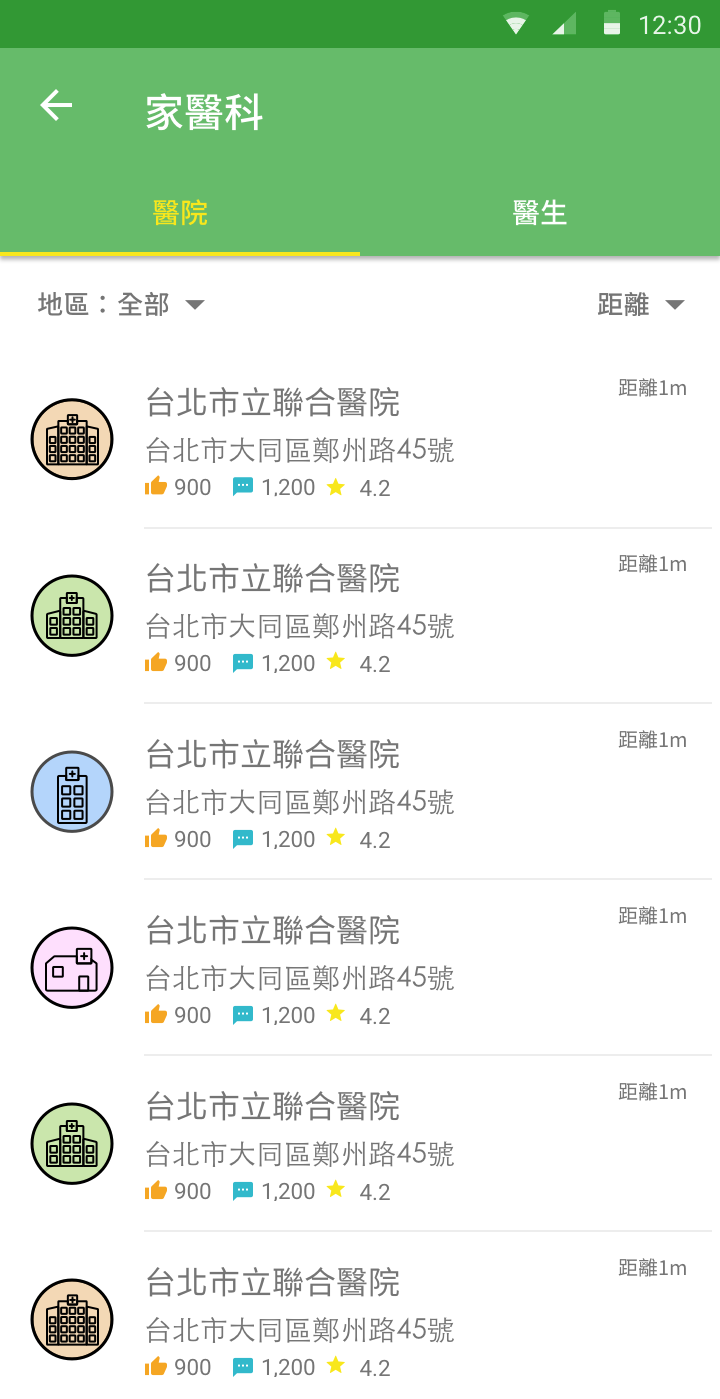 12:30
家醫科
醫院 醫生
地區：全部 距離
台北市立聯合醫院 距離1m
台北市大同區鄭州路45號
900 1,200 4.2
台北市立聯合醫院 距離1m
台北市大同區鄭州路45號
900 1,200 4.2
台北市立聯合醫院 距離1m
台北市大同區鄭州路45號
900 1,200 4.2
台北市立聯合醫院 距離1m
台北市大同區鄭州路45號
900 1,200 4.2
台北市立聯合醫院 距離1m
台北市大同區鄭州路45號
900 1,200 4.2
台北市立聯合醫院 距離1m
台北市大同區鄭州路45號
900 1,200 4.2